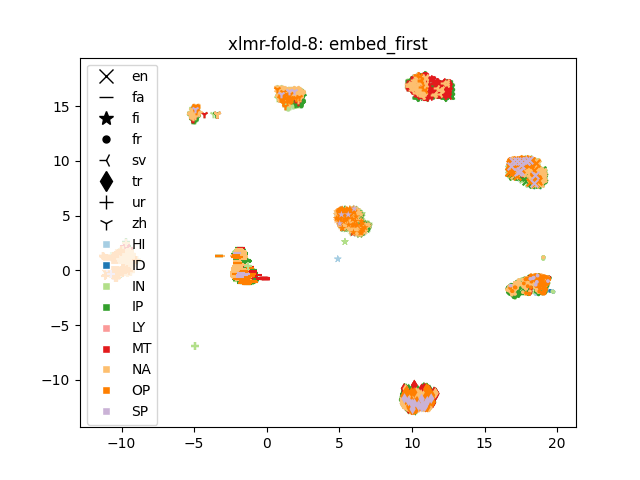 xlmr-fold-8: embed_first
en
fa
fi
fr
sv
tr
ur
zh
HI
ID
IN
IP
LY
MT
NA
OP
SP
15
10
5
0
−5
−10
−10
−5
0
5
10
15
20